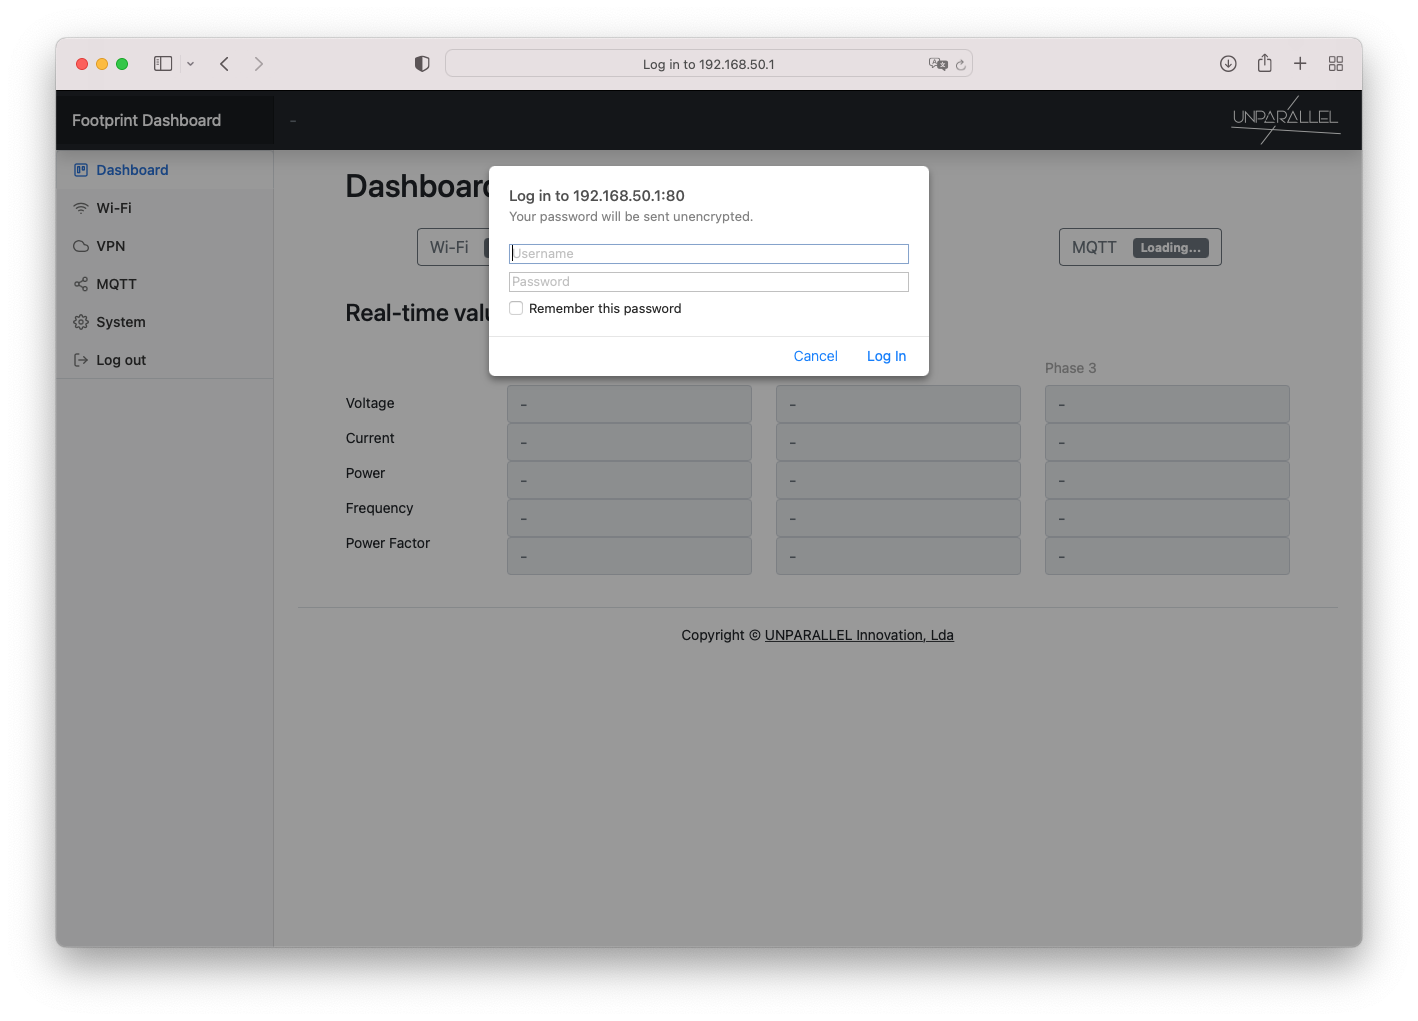 Log in to 192.168.50.1
Footprint Dashboard
–
UNPARALLEL
Dashboard
Wi-Fi
VPN
MQTT
System
Log out
Dashboard
Log in to 192.168.50.1:80
Your password will be sent unencrypted.
Username
Password
Remember this password
Cancel
Log In
Wi-Fi
MQTT Loading...
Real-time valu
Phase 3
Voltage – – –
Current – – –
Power – – –
Frequency – – –
Power Factor – – –
Copyright © UNPARALLEL Innovation, Lda